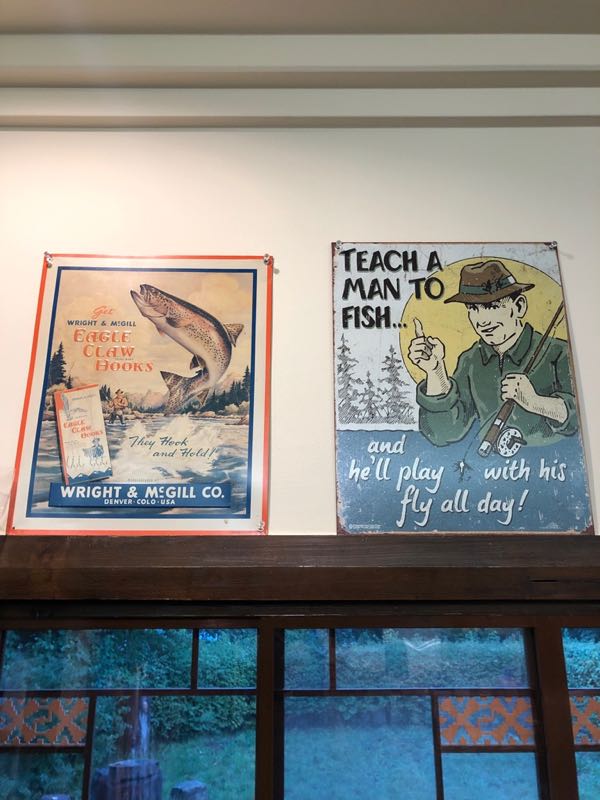 Get
WRIGHT & McGILL
EAGLE
CLAW
HOOKS
EAGLE CLAW
HOOKS
They Hook
and Hold!
WRIGHT & McGILL CO.
DENVER · COLO · USA
TEACH A
MAN TO
FISH...
and
he'll play with his
fly all day!